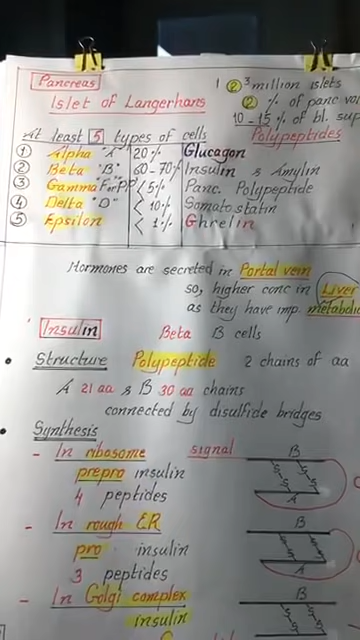 Pancreas
1 ② 3 million islets
Islet of Langerhans
② % of panc
10 - 15 % of bl. sup
At least 5 types of cells
Polypeptides
① Alpha "A" 20 % Glucagon
② Beta "B" 60 - 70 % Insulin & Amylin
③ Gamma "F or PP" < 5 % Panc. Polypeptide
④ Delta "D" < 10 % Somatostatin
⑤ Epsilon < 1 % Ghrelin
Hormones are secreted in Portal vein
so, higher conc in Liver
as they have imp. metabolic
Insulin Beta B cells
• Structure Polypeptide 2 chains of aa
A 21 aa & B 30 aa chains
connected by disulfide bridges
• Synthesis
- In ribosome signal B
prepro insulin
4 peptides A
- In rough ER B
pro insulin
3 peptides A
- In Golgi complex B
insulin